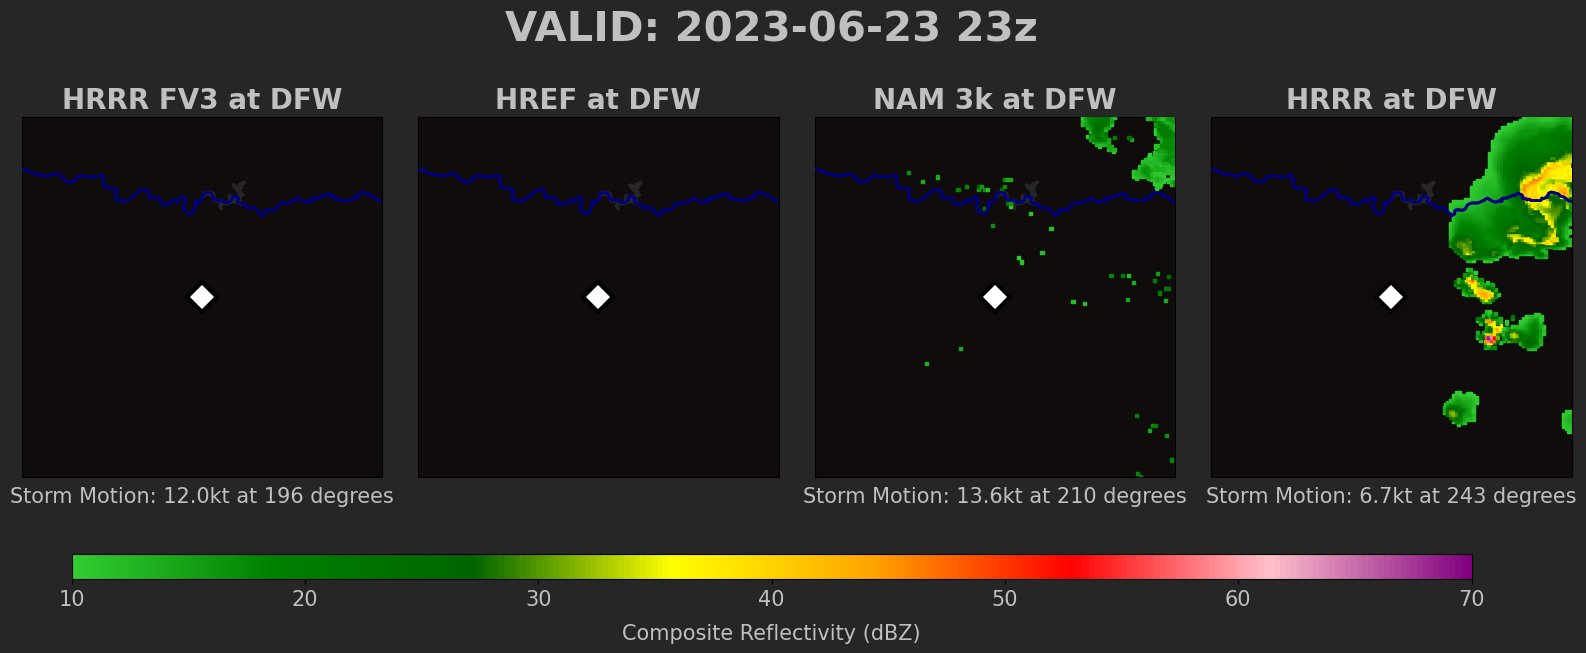 VALID: 2023-06-23 23z
HRRR FV3 at DFW
HREF at DFW
NAM 3k at DFW
HRRR at DFW
Storm Motion: 12.0kt at 196 degrees
Storm Motion: 13.6kt at 210 degrees
Storm Motion: 6.7kt at 243 degrees
10 20 30 40 50 60 70
Composite Reflectivity (dBZ)